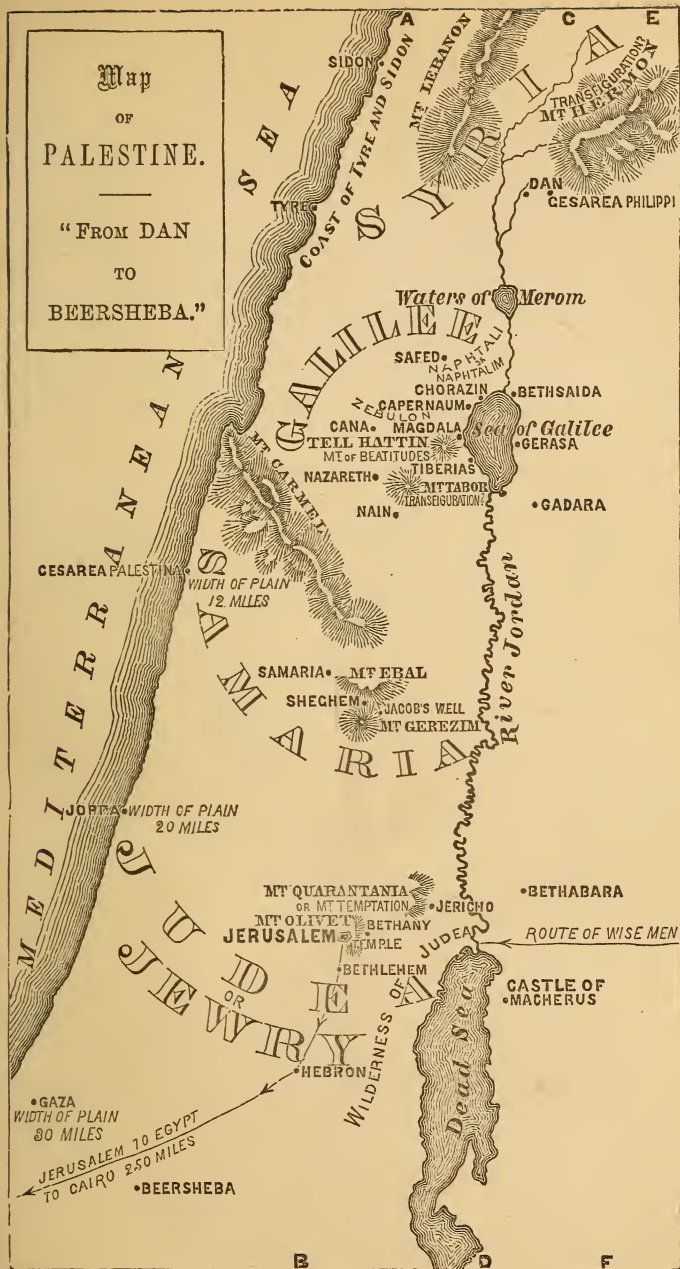 A
C
E
Map
OF
PALESTINE.
"FROM DAN
TO
BEERSHEBA."
MEDITERRANEAN SEA
SIDON
COAST OF TYRE AND SIDON
MT LEBANON
SYRIA
TRANSFIGURATION?
MT HERMON
DAN
CESAREA PHILIPPI
TYRE
Waters of Merom
GALILEE
SAFED
NAPHTALI
OR
NAPHTALIM
CHORAZIN
BETHSAIDA
CAPERNAUM
ZEBULON
CANA
MAGDALA
Sea of Galilee
TELL HATTIN
GERASA
MT OF BEATITUDES
TIBERIAS
MT CARMEL
NAZARETH
MT TABOR
TRANSFIGURATION?
GADARA
NAIN
CESAREA PALESTINA
WIDTH OF PLAIN
12 MILES
SAMARIA
River Jordan
SAMARIA
MT EBAL
SHEGHEM
JACOB'S WELL
MT GEREZIM
JOPPA
WIDTH OF PLAIN
20 MILES
JUDEA
OR
JEWRY
MT QUARANTANIA
OR MT TEMPTATION
JERICHO
BETHABARA
MT OLIVET
BETHANY
JERUSALEM
TEMPLE
ROUTE OF WISE MEN
BETHLEHEM
WILDERNESS OF JUDEA
CASTLE OF
MACHERUS
Dead Sea
HEBRON
GAZA
WIDTH OF PLAIN
30 MILES
JERUSALEM TO EGYPT
TO CAIRO 250 MILES
BEERSHEBA
B
D
F